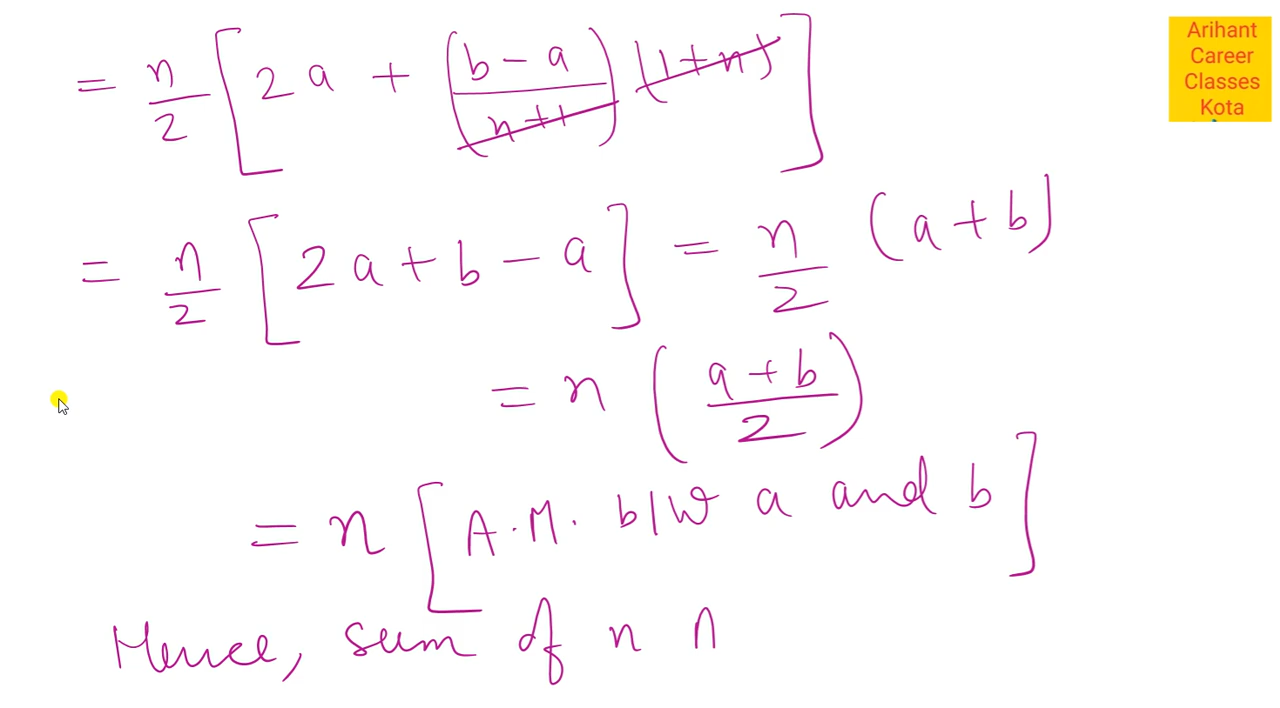 = n/2 [2a + ((b - a)/(n+1)) (1+n)]
= n/2 [2a + b - a] = n/2 (a+b)
= n ((a+b)/2)
= n [A.M. b/w a and b]
Hence, sum of n
Arihant
Career
Classes
Kota